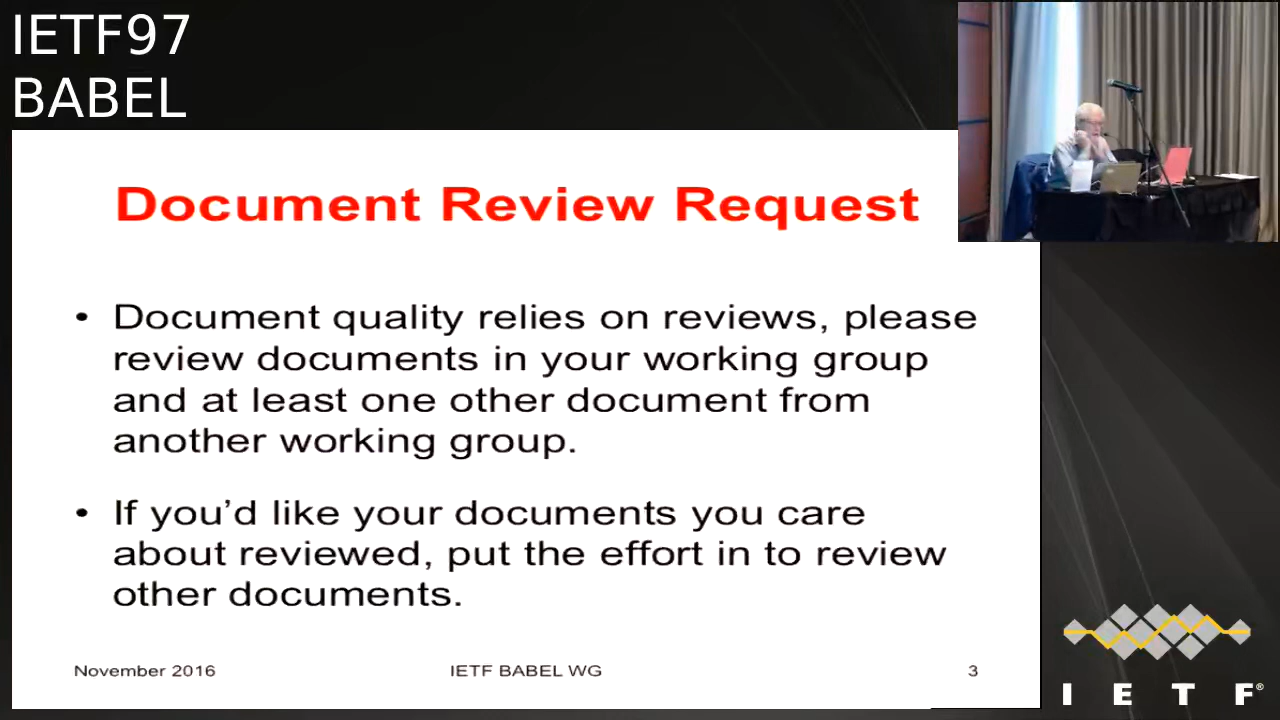 IETF97
BABEL
Document Review Request
• Document quality relies on reviews, please
review documents in your working group
and at least one other document from
another working group.
• If you’d like your documents you care
about reviewed, put the effort in to review
other documents.
November 2016 IETF BABEL WG 3
I E T F®